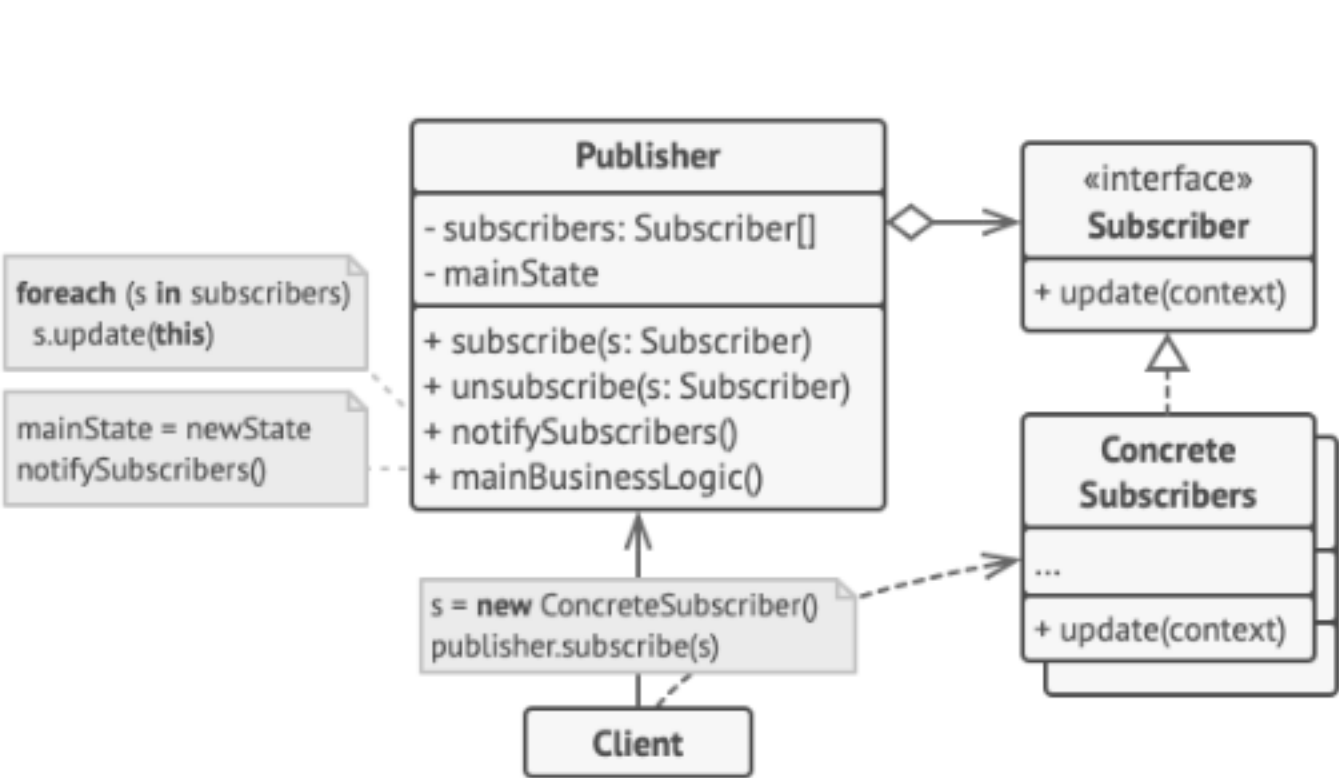 Publisher
- subscribers: Subscriber[]
- mainState
+ subscribe(s: Subscriber)
+ unsubscribe(s: Subscriber)
+ notifySubscribers()
+ mainBusinessLogic()
«interface»
Subscriber
+ update(context)
foreach (s in subscribers)
s.update(this)
mainState = newState
notifySubscribers()
Concrete
Subscribers
...
+ update(context)
s = new ConcreteSubscriber()
publisher.subscribe(s)
Client